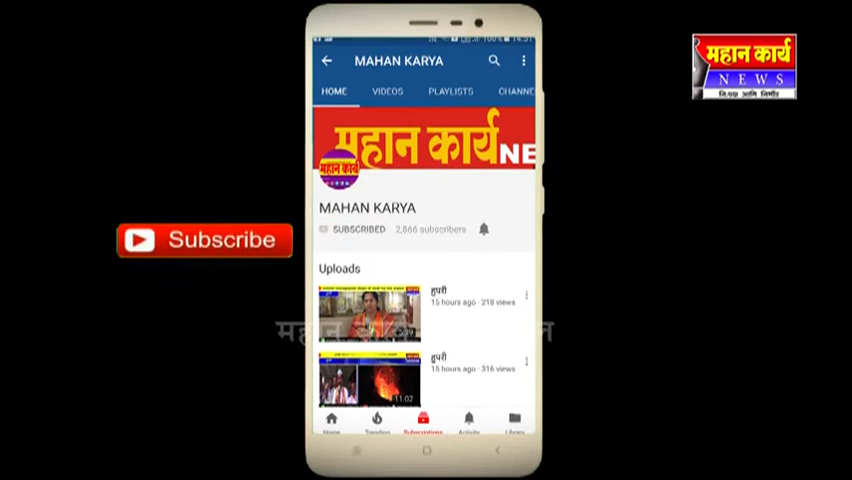 महान कार्य
NEWS
MAHAN KARYA
HOME VIDEOS PLAYLISTS CHANNE
महान कार्य NE
महान कार्य
MAHAN KARYA
SUBSCRIBED 2,866 subscribers
Subscribe
Uploads
हुपरी
15 hours ago · 218 views
हुपरी
15 hours ago · 316 views
11:02
Home Trending Subscriptions Activity Library